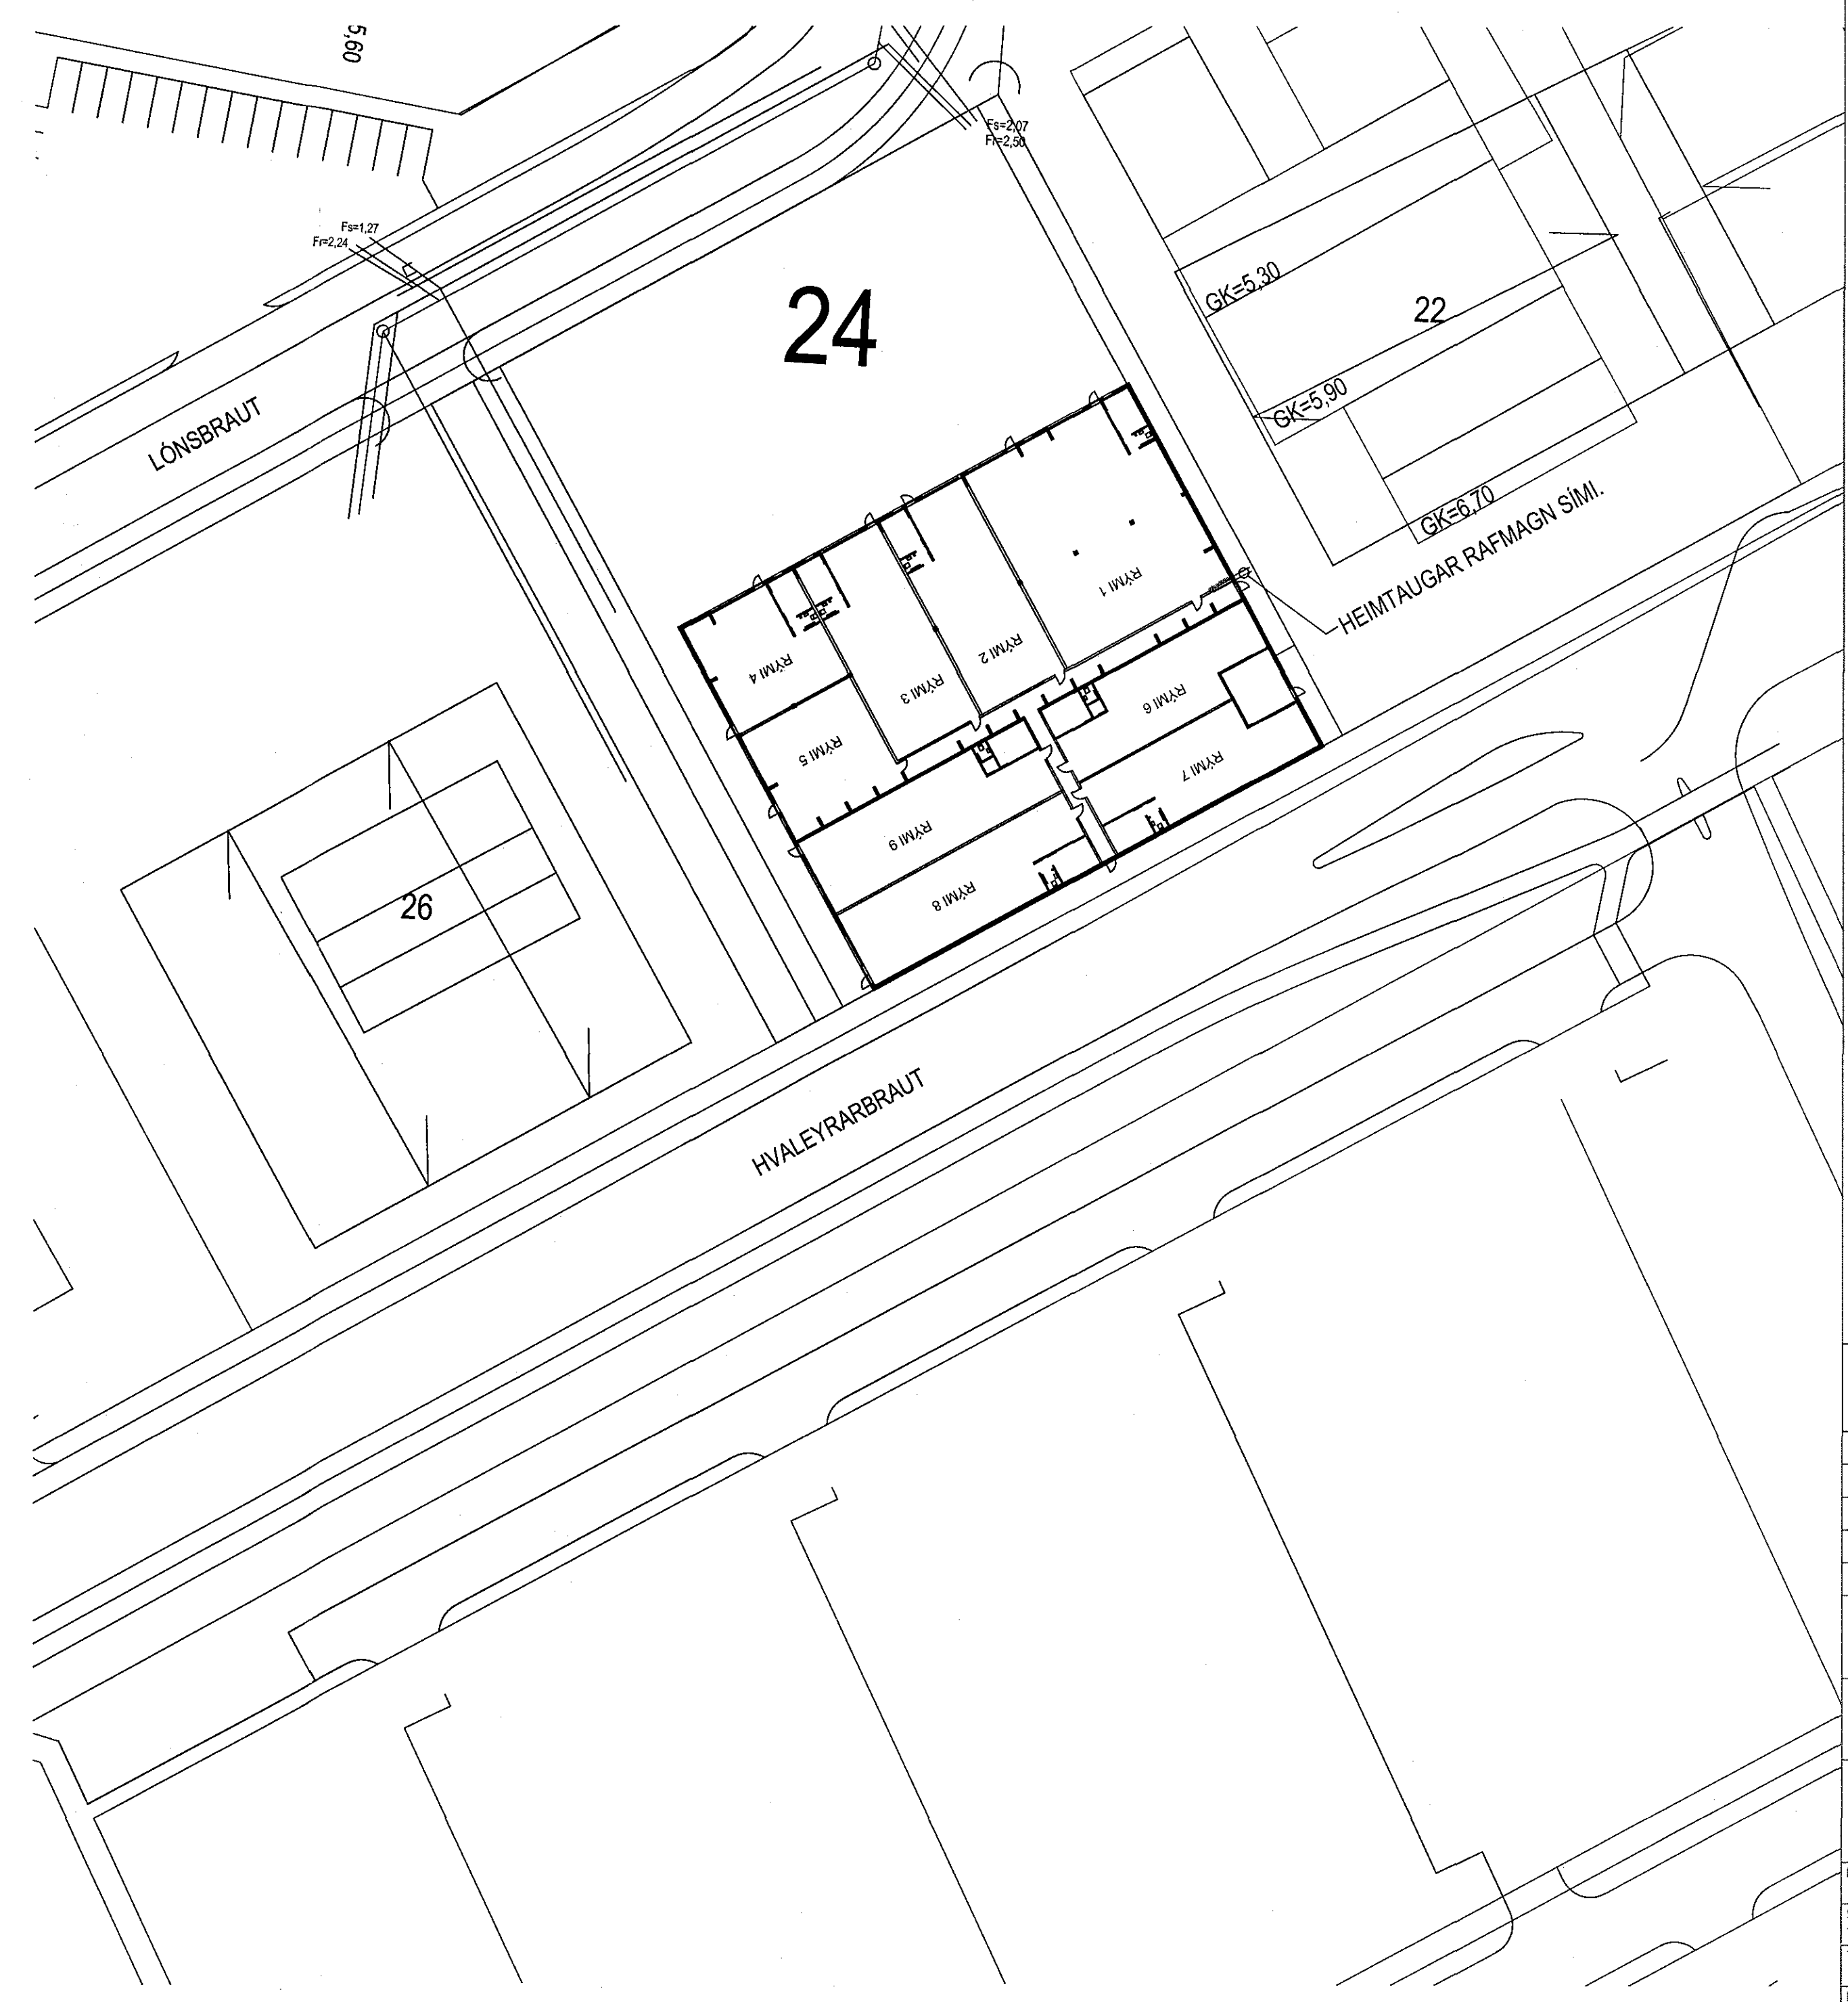 5,60
Fs=2,07
Fr=2,50
Fs=1,27
Fr=2,24
24
GK=5,30
22
LÓNSBRAUT
GK=5,90
GK=6,70
HEIMTAUGAR RAFMAGN SÍMI.
RÝMI 1
RÝMI 2
RÝMI 3
RÝMI 4
RÝMI 5
RÝMI 6
RÝMI 7
RÝMI 9
RÝMI 8
26
HVALEYRARBRAUT